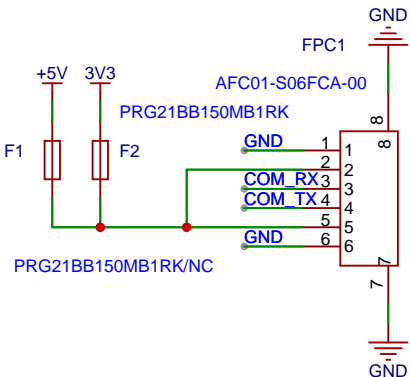 GND
FPC1
+5V 3V3
AFC01-S06FCA-00
PRG21BB150MB1RK
8
8
F1 F2
GND 1 1
2 2
COM_RX 3 3
COM_TX 4 4
5 5
GND 6 6
PRG21BB150MB1RK/NC
7
7
GND